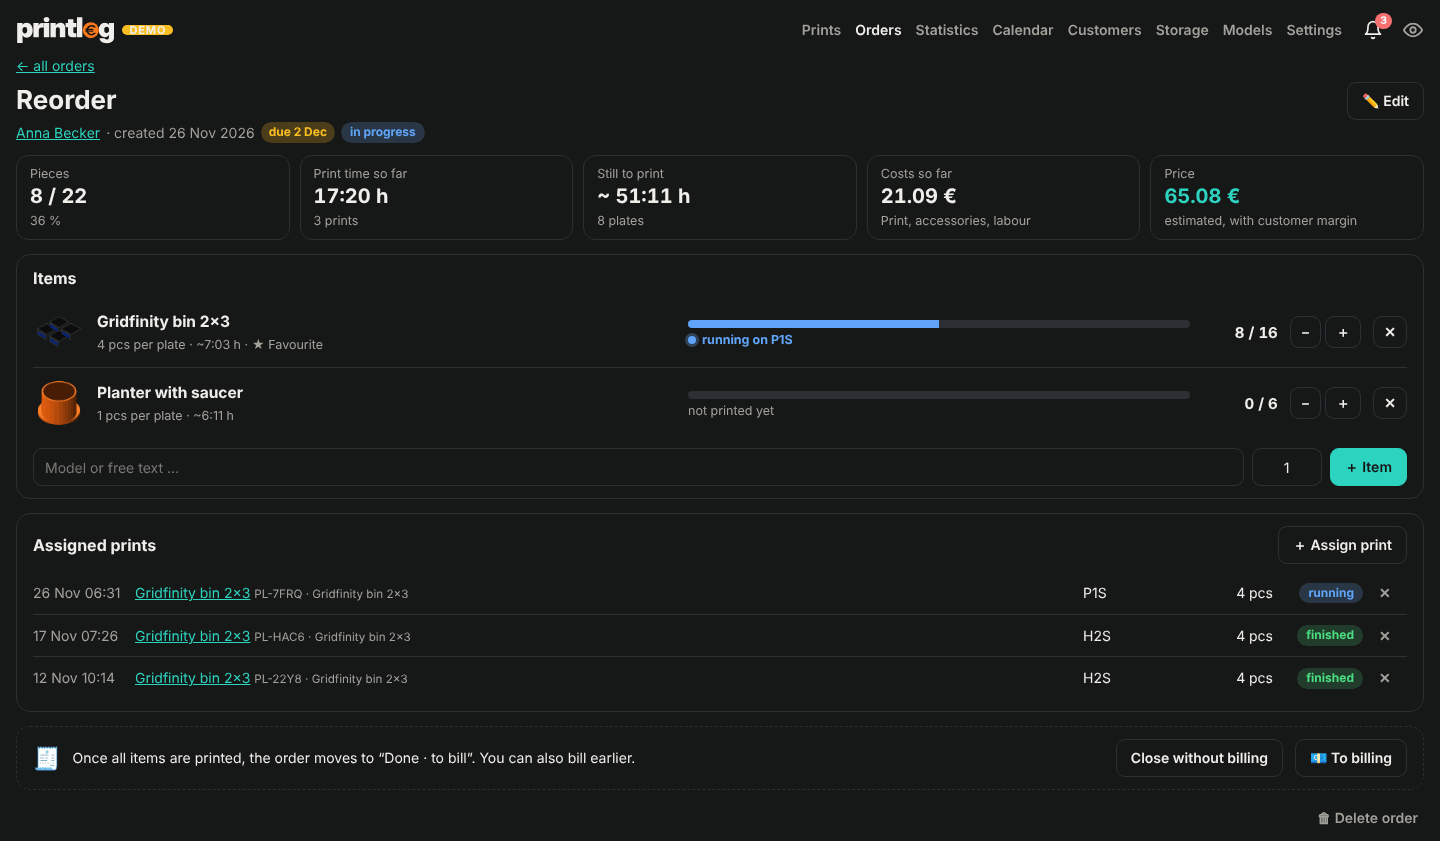 printlog DEMO
Prints Orders Statistics Calendar Customers Storage Models Settings 3
← all orders
Reorder
✏️ Edit
Anna Becker · created 26 Nov 2026 due 2 Dec in progress
Pieces
8 / 22
36 %
Print time so far
17:20 h
3 prints
Still to print
~ 51:11 h
8 plates
Costs so far
21.09 €
Print, accessories, labour
Price
65.08 €
estimated, with customer margin
Items
Gridfinity bin 2×3
4 pcs per plate · ~7:03 h · ★ Favourite
running on P1S
8 / 16 − + ✕
Planter with saucer
1 pcs per plate · ~6:11 h
not printed yet
0 / 6 − + ✕
Model or free text ... 1 + Item
Assigned prints + Assign print
26 Nov 06:31 Gridfinity bin 2×3 PL-7FRQ · Gridfinity bin 2×3 P1S 4 pcs running ✕
17 Nov 07:26 Gridfinity bin 2×3 PL-HAC6 · Gridfinity bin 2×3 H2S 4 pcs finished ✕
12 Nov 10:14 Gridfinity bin 2×3 PL-22Y8 · Gridfinity bin 2×3 H2S 4 pcs finished ✕
Once all items are printed, the order moves to “Done · to bill”. You can also bill earlier. Close without billing 💶 To billing
🗑 Delete order